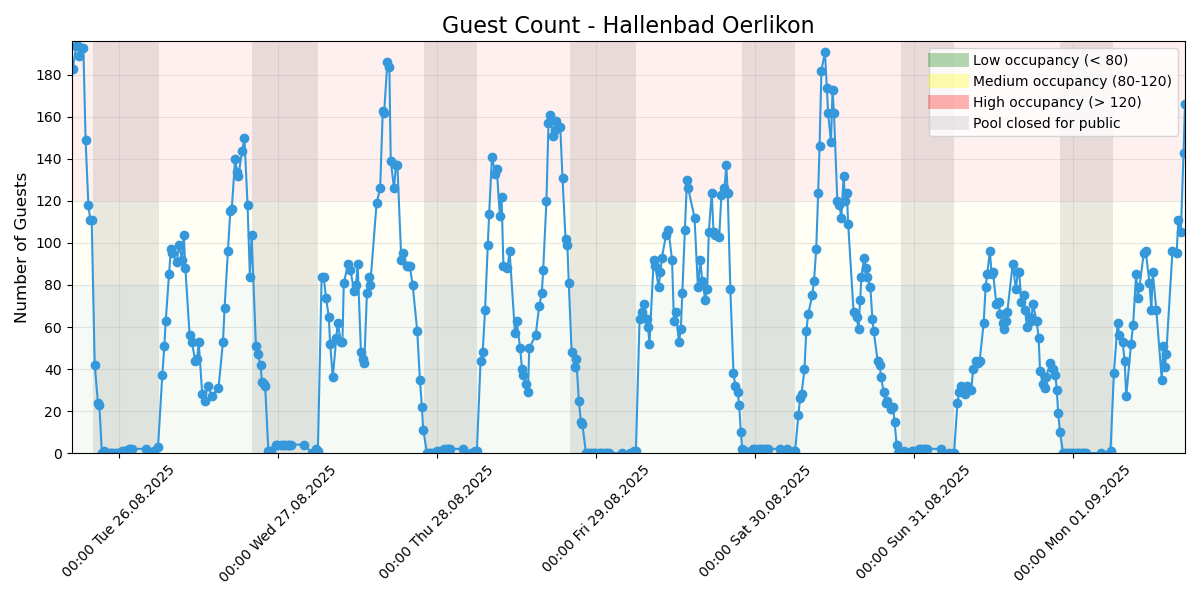 Guest Count - Hallenbad Oerlikon
Number of Guests
180
160
140
120
100
80
60
40
20
0
Low occupancy (< 80)
Medium occupancy (80-120)
High occupancy (> 120)
Pool closed for public
00:00 Tue 26.08.2025
00:00 Wed 27.08.2025
00:00 Thu 28.08.2025
00:00 Fri 29.08.2025
00:00 Sat 30.08.2025
00:00 Sun 31.08.2025
00:00 Mon 01.09.2025